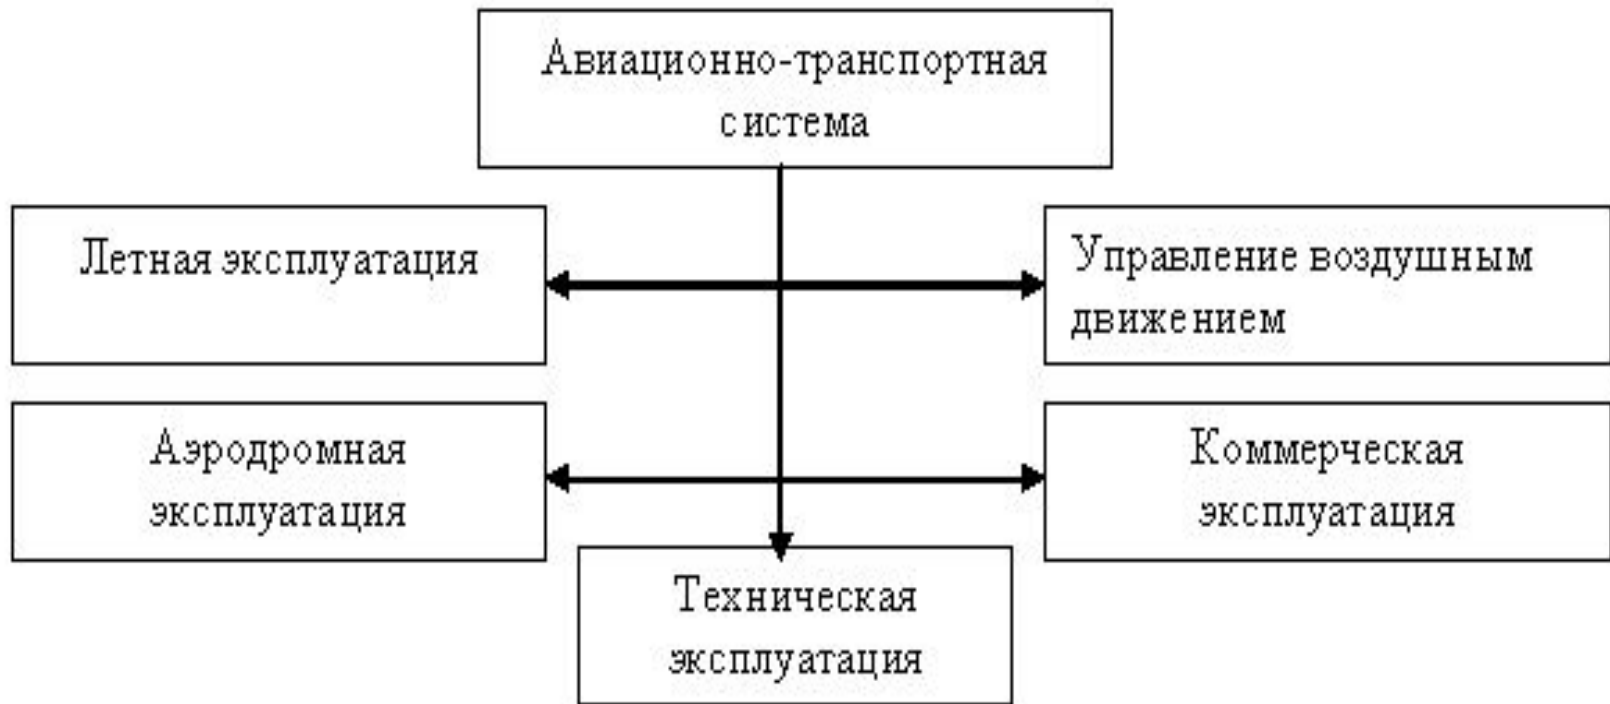 Авиационно-транспортная
система
Летная эксплуатация
Управление воздушным
движением
Аэродромная
эксплуатация
Коммерческая
эксплуатация
Техническая
эксплуатация